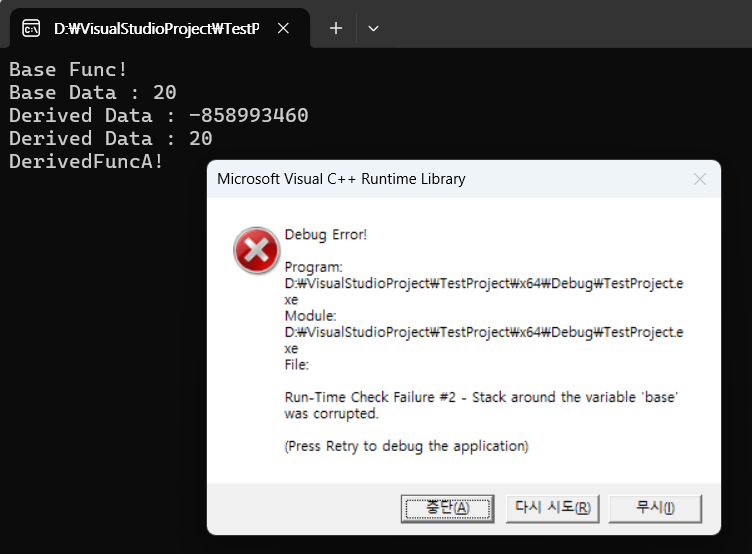 D:₩VisualStudioProject₩TestP
Base Func!
Base Data : 20
Derived Data : -858993460
Derived Data : 20
DerivedFuncA!
Microsoft Visual C++ Runtime Library
Debug Error!
Program:
D:₩VisualStudioProject₩TestProject₩x64₩Debug₩TestProject.e
xe
Module:
D:₩VisualStudioProject₩TestProject₩x64₩Debug₩TestProject.e
xe
File:
Run-Time Check Failure #2 - Stack around the variable 'base'
was corrupted.
(Press Retry to debug the application)
중단(A) 다시 시도(R) 무시(I)